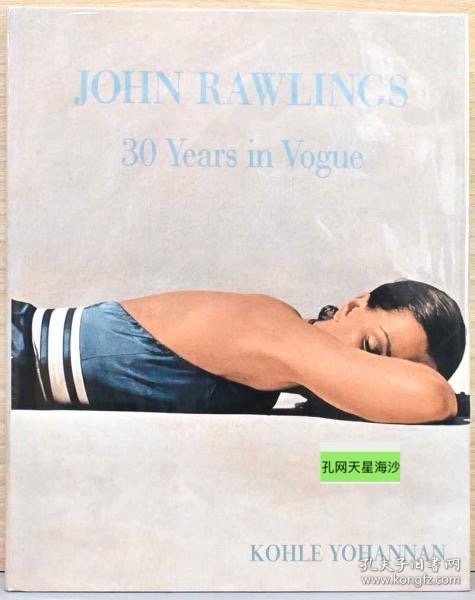 JOHN RAWLINGS
30 Years in Vogue
孔网天星海沙
KOHLE YOHANNAN
孔夫子旧书网
www.kongfz.com